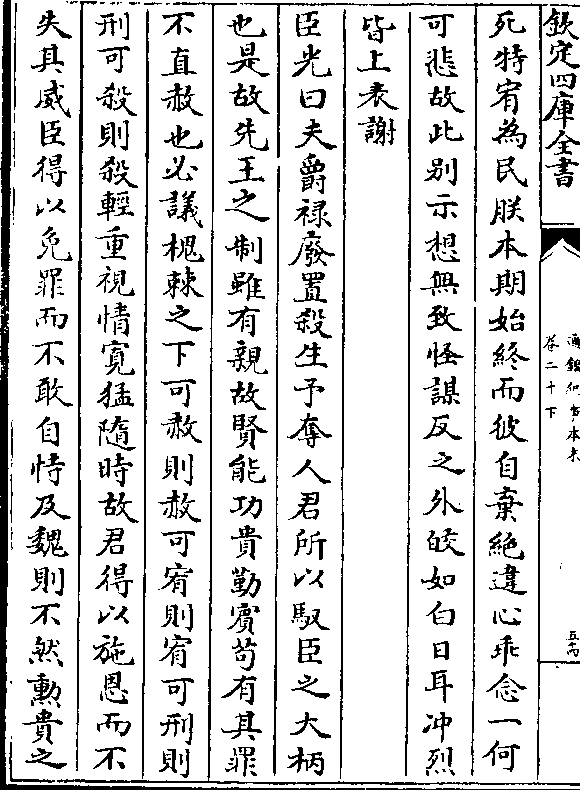 欽定四庫全書
通鑑紀事本末
卷二十下
死特宥為民朕本期始終而彼自棄絶違心乖念一何
可悲故此别示想無致怪謀反之外皎如白日耳冲烈
皆上表謝
臣光曰夫爵禄廢置殺生予奪人君所以馭臣之大柄
也是故先王之制雖有親故賢能功貴勤賓苟有其罪
不直赦也必議槐棘之下可赦則赦可宥則宥可刑則
刑可殺則殺輕重視情寛猛隨時故君得以施恩而不
失其威臣得以免罪而不敢自恃及魏則不然勲貴之